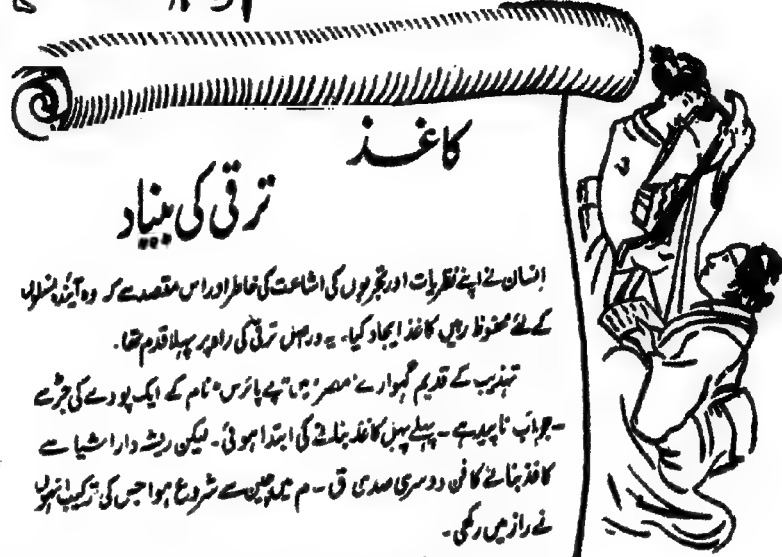 کاغذ
ترقی کی بنیاد
انسان نے اپنے نظریات اور تجربوں کی اشاعت کی خاطر اور اس مقصد سے کہ وہ آئندہ نسلوں
کے لئے محفوظ رہیں کاغذ ایجاد کیا۔ یہ دراصل ترقی کی راہ پر پہلا قدم تھا۔
تہذیب کے قدیم گہوارے "مصر" میں "پے پائرس" نام کے ایک پودے کی جڑ سے
۔ جو اب ناپید ہے ۔ پہلے پہل کاغذ بنانے کی ابتدا ہوئی۔ لیکن ریشہ دار اشیا سے
کاغذ بنانے کا فن دوسری صدی ق ۔ م میں چین سے شروع ہوا جس کی ترکیب انہوں
نے راز میں رکھی۔